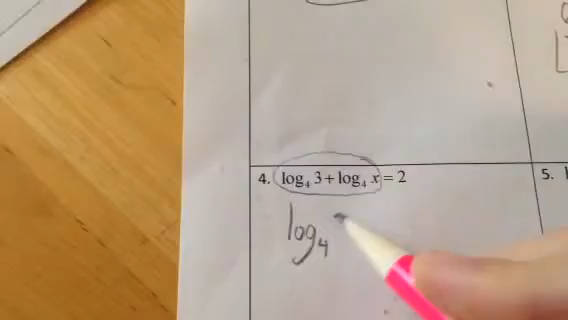 4. log₄ 3 + log₄ x = 2
5.
log₄